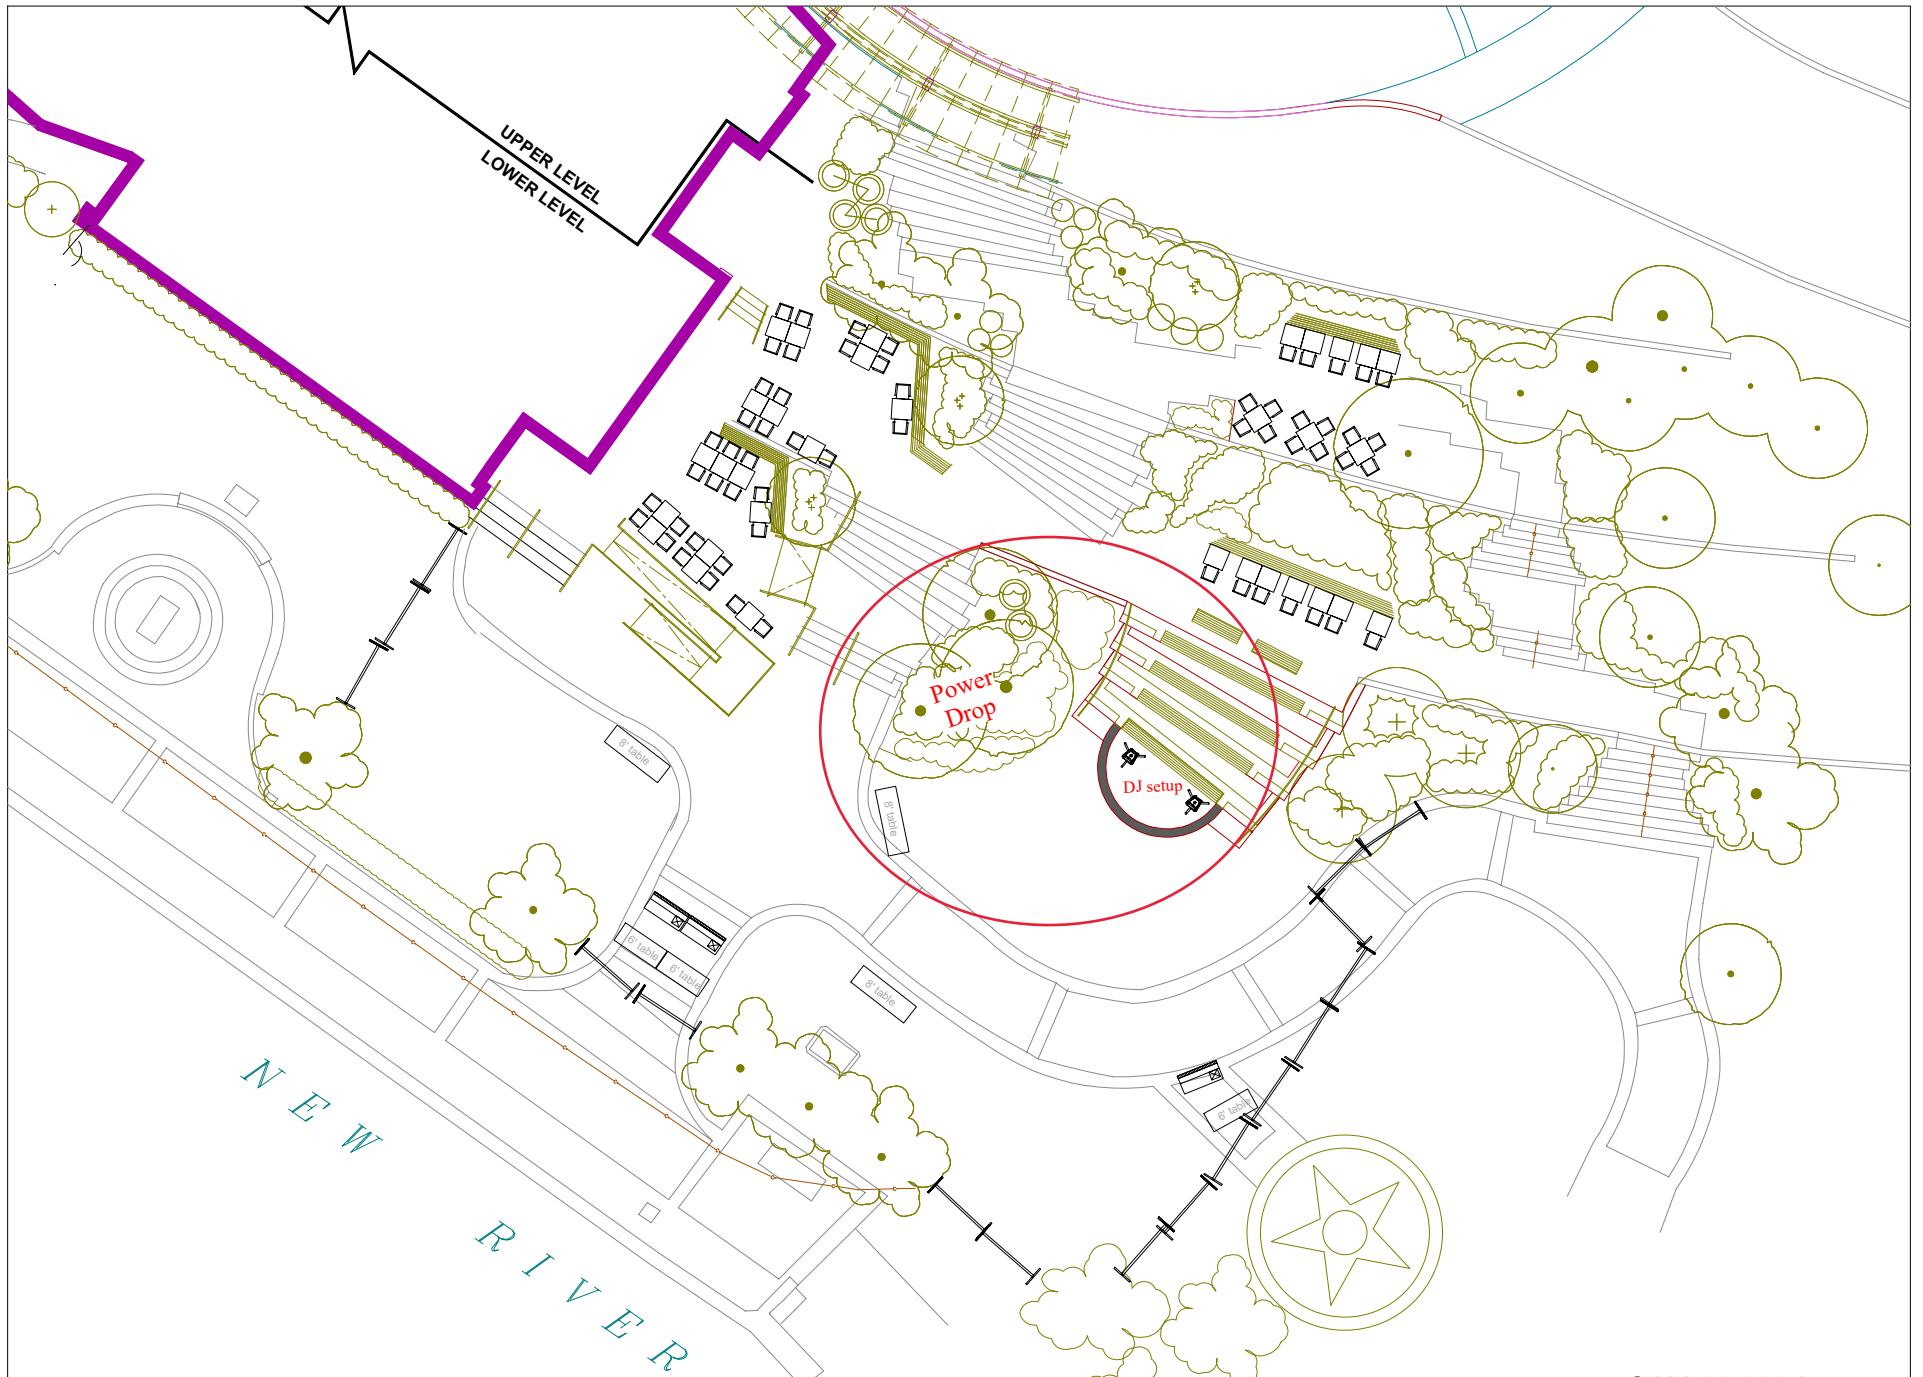 UPPER LEVEL
LOWER LEVEL
Power
Drop
DJ setup
8' table
8' table
6' table
6' table
8' table
6' table
NEW
RIVER